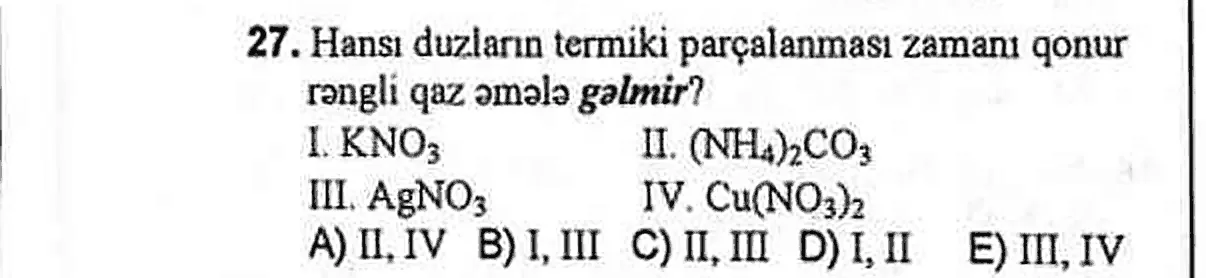 27. Hansı duzların termiki parçalanması zamanı qonur
rəngli qaz əmələ gəlmir?
I. KNO₃ II. (NH₄)₂CO₃
III. AgNO₃ IV. Cu(NO₃)₂
A) II, IV B) I, III C) II, III D) I, II E) III, IV